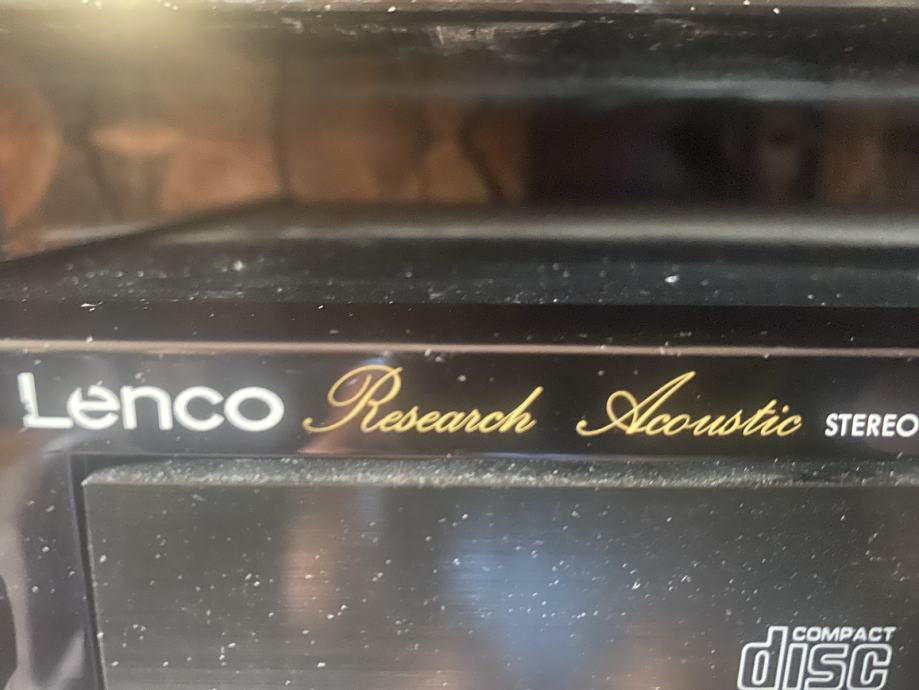 Lenco Research Acoustic STEREO
COMPACT
disc